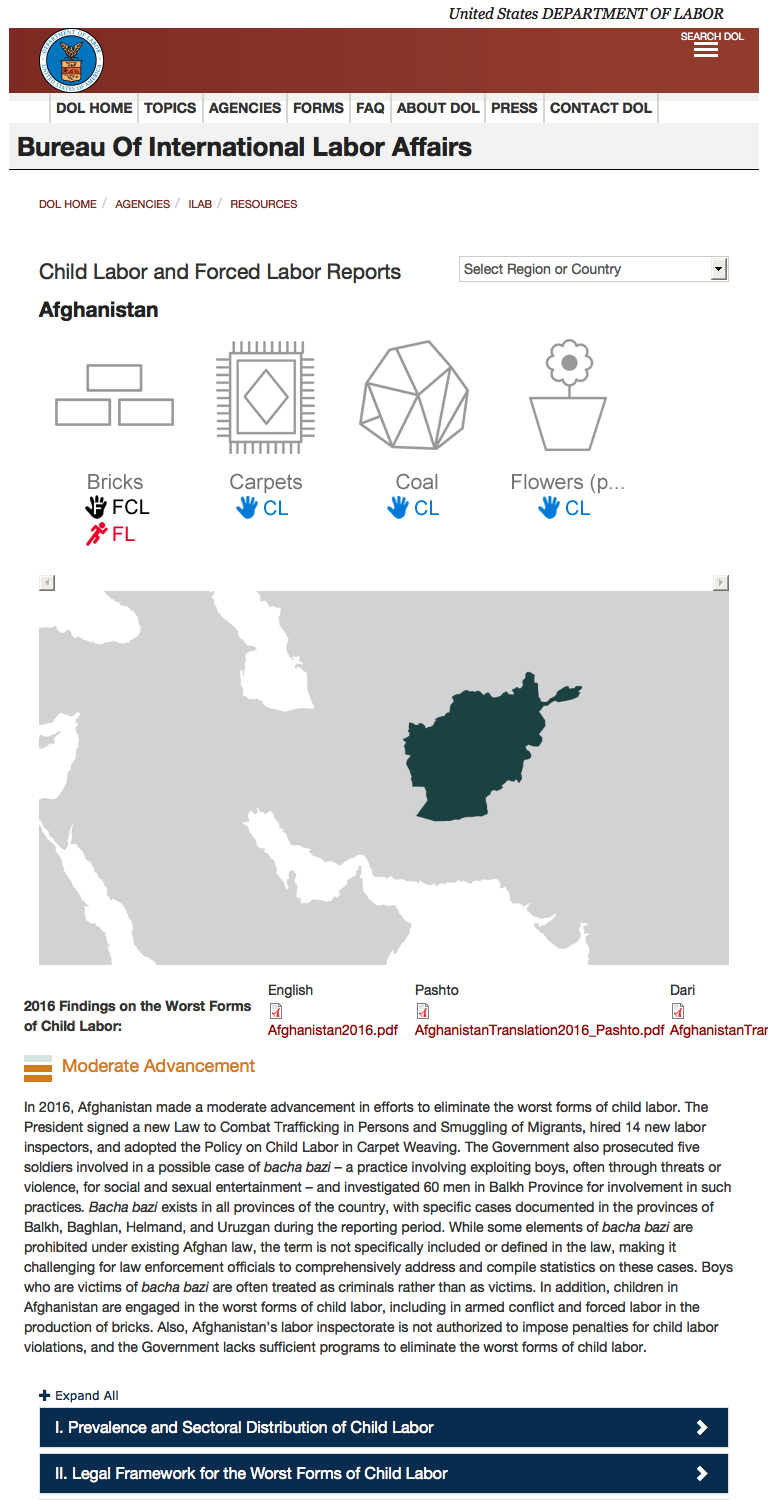 United States DEPARTMENT OF LABOR
SEARCH DOL
DOL HOME TOPICS AGENCIES FORMS FAQ ABOUT DOL PRESS CONTACT DOL
Bureau Of International Labor Affairs
DOL HOME / AGENCIES / ILAB / RESOURCES
Child Labor and Forced Labor Reports
Select Region or Country
Afghanistan
Bricks Carpets Coal Flowers (p...
FCL CL CL CL
FL
English Pashto Dari
2016 Findings on the Worst Forms
of Child Labor:
Afghanistan2016.pdf AfghanistanTranslation2016_Pashto.pdf AfghanistanTrar
Moderate Advancement
In 2016, Afghanistan made a moderate advancement in efforts to eliminate the worst forms of child labor. The
President signed a new Law to Combat Trafficking in Persons and Smuggling of Migrants, hired 14 new labor
inspectors, and adopted the Policy on Child Labor in Carpet Weaving. The Government also prosecuted five
soldiers involved in a possible case of bacha bazi – a practice involving exploiting boys, often through threats or
violence, for social and sexual entertainment – and investigated 60 men in Balkh Province for involvement in such
practices. Bacha bazi exists in all provinces of the country, with specific cases documented in the provinces of
Balkh, Baghlan, Helmand, and Uruzgan during the reporting period. While some elements of bacha bazi are
prohibited under existing Afghan law, the term is not specifically included or defined in the law, making it
challenging for law enforcement officials to comprehensively address and compile statistics on these cases. Boys
who are victims of bacha bazi are often treated as criminals rather than as victims. In addition, children in
Afghanistan are engaged in the worst forms of child labor, including in armed conflict and forced labor in the
production of bricks. Also, Afghanistan's labor inspectorate is not authorized to impose penalties for child labor
violations, and the Government lacks sufficient programs to eliminate the worst forms of child labor.
Expand All
I. Prevalence and Sectoral Distribution of Child Labor
II. Legal Framework for the Worst Forms of Child Labor